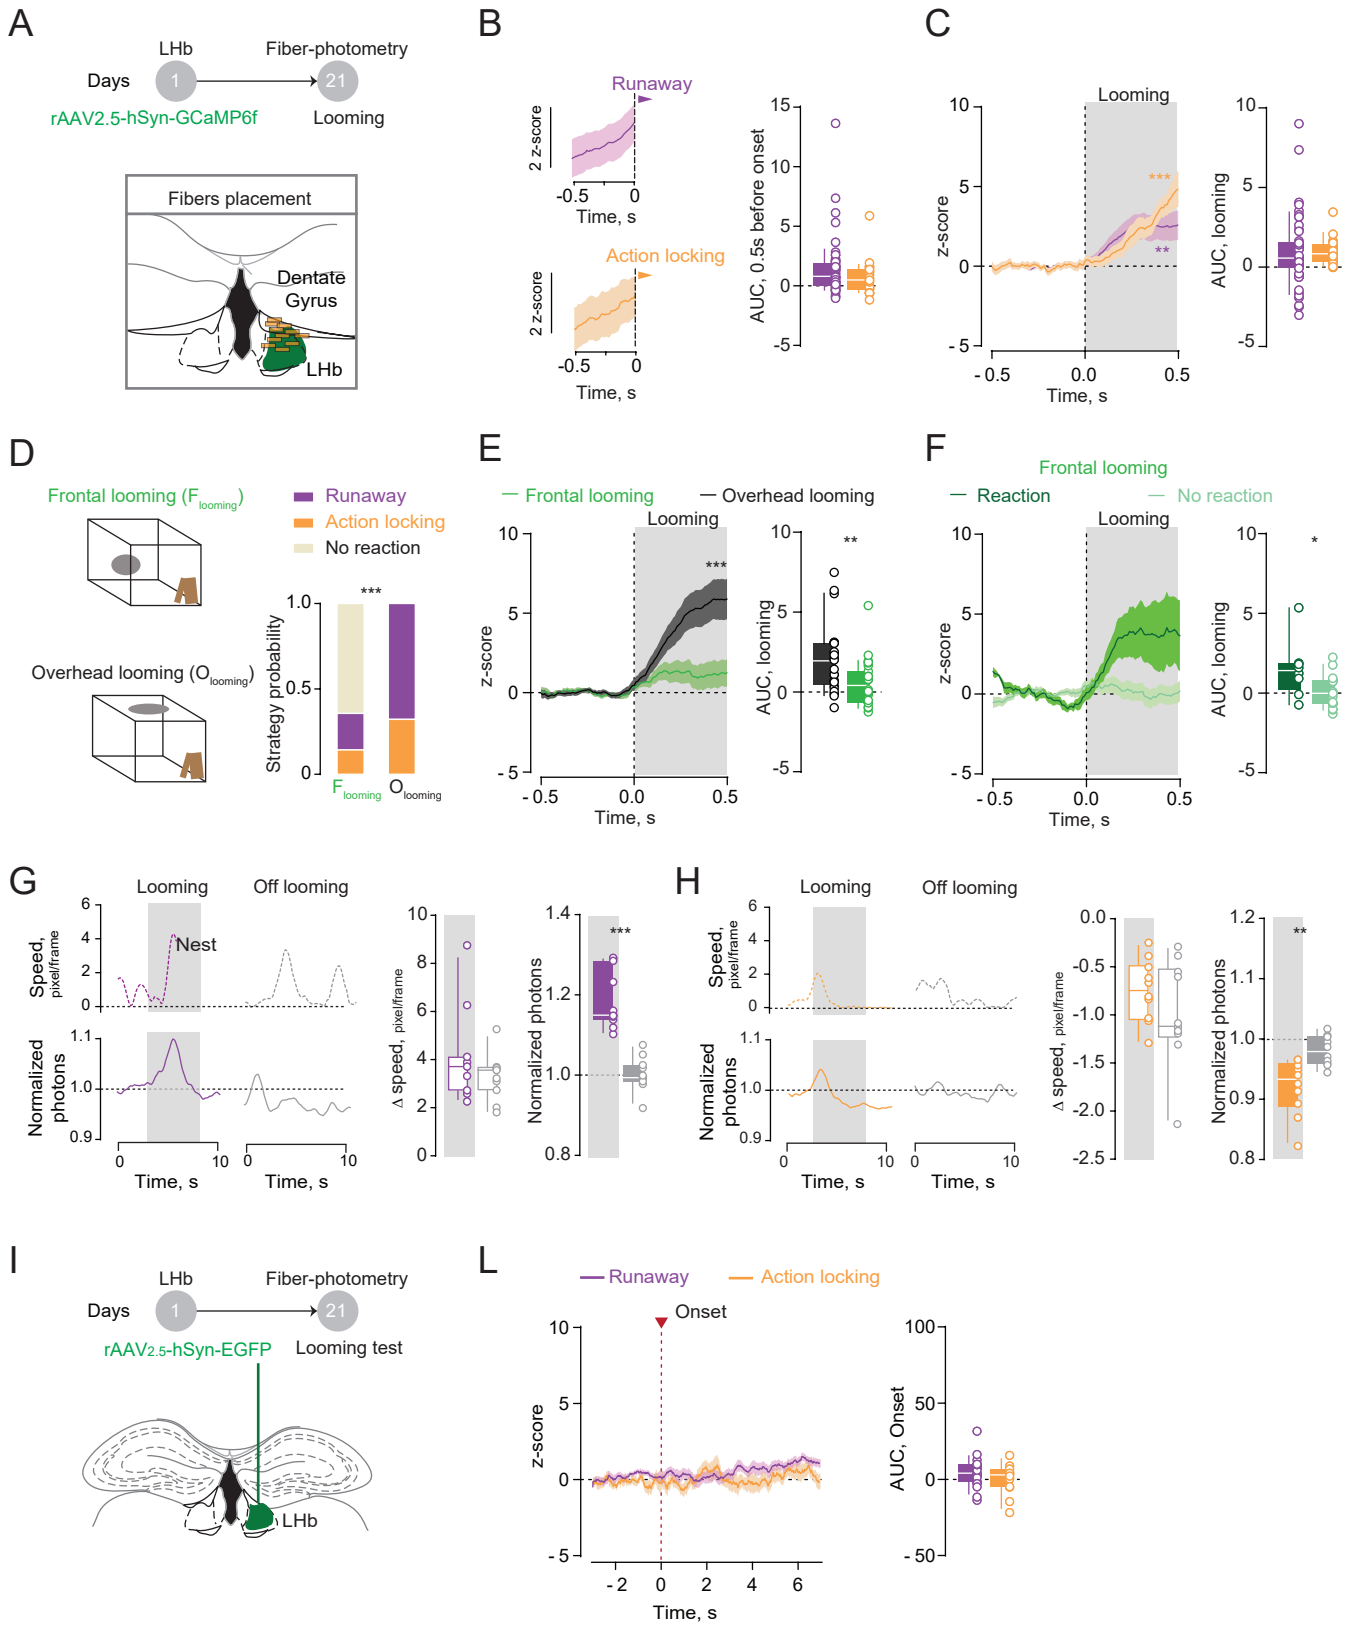 A
LHb
Fiber-photometry
Days
1
21
rAAV2.5-hSyn-GCaMP6f
Looming
Fibers placement
Dentate
Gyrus
LHb
B
Runaway
2 z-score
-0.5
0
Time, s
Action locking
2 z-score
-0.5
0
Time, s
AUC, 0.5s before onset
15
10
5
0
-5
C
Looming
z-score
10
5
0
-5
***
**
-0.5
0.0
0.5
Time, s
AUC, looming
10
5
0
-5
D
Frontal looming (Flooming)
Overhead looming (Olooming)
Runaway
Action locking
No reaction
Strategy probability
1.0
0.5
0
***
Flooming
Olooming
E
Frontal looming
Overhead looming
Looming
z-score
10
5
0
-5
***
-0.5
0.0
0.5
Time, s
AUC, looming
10
5
0
-5
**
F
Frontal looming
Reaction
No reaction
Looming
z-score
10
5
0
-5
-0.5
0.0
0.5
Time, s
AUC, looming
10
5
0
-5
*
G
Looming
Off looming
Speed,
pixel/frame
6
4
2
0
Nest
Normalized
photons
1.1
1.0
0.9
0
10
0
10
Time, s
Time, s
Δ speed, pixel/frame
10
8
6
4
2
0
Normalized photons
1.4
1.2
1.0
0.8
***
H
Looming
Off looming
Speed,
pixel/frame
6
4
2
0
Normalized
photons
1.1
1.0
0.9
0
10
0
10
Time, s
Time, s
Δ speed, pixel/frame
0.0
-0.5
-1.0
-1.5
-2.0
-2.5
Normalized photons
1.2
1.1
1.0
0.9
0.8
**
I
LHb
Fiber-photometry
Days
1
21
rAAV2.5-hSyn-EGFP
Looming test
LHb
L
Runaway
Action locking
Onset
z-score
10
5
0
-5
-2
0
2
4
6
Time, s
AUC, Onset
100
50
0
-50